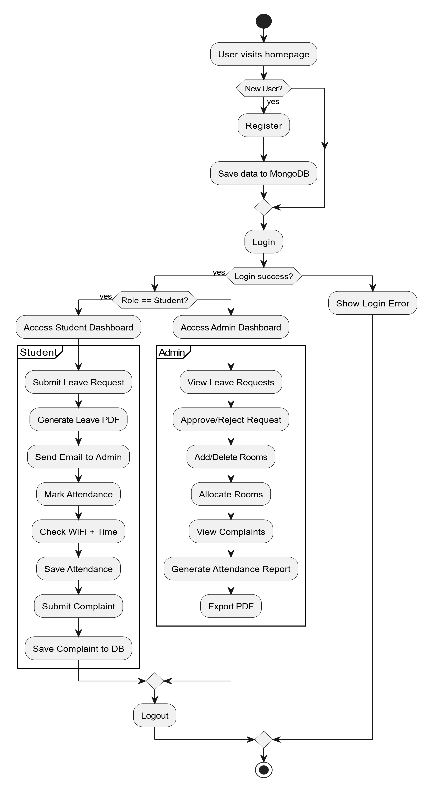 User visits homepage
New User?
yes
Register
Save data to MongoDB
Login
yes
Login success?
yes
Role == Student?
Show Login Error
Access Student Dashboard
Access Admin Dashboard
Student
Admin
Submit Leave Request
View Leave Requests
Generate Leave PDF
Approve/Reject Request
Send Email to Admin
Add/Delete Rooms
Mark Attendance
Allocate Rooms
Check WiFi + Time
View Complaints
Save Attendance
Generate Attendance Report
Submit Complaint
Export PDF
Save Complaint to DB
Logout